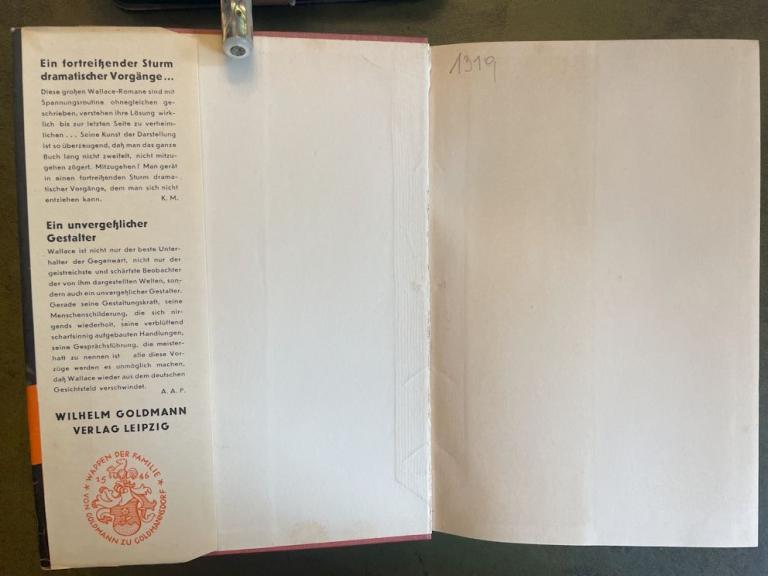 Ein fortreißender Sturm
dramatischer Vorgänge...
Diese großen Wallace-Romane sind mit
Spannungsroutine ohnegleichen ge-
schrieben, verstehen ihre Lösung wirk-
lich bis zur letzten Seite zu verheim-
lichen ... Seine Kunst der Darstellung
ist so überzeugend, daß man das ganze
Buch lang nicht zweifelt, nicht mitzu-
gehen zögert. Mitzugehen! Man gerät
in einen fortreißenden Sturm drama-
tischer Vorgänge, dem man sich nicht
entziehen kann. K. M.
Ein unvergeßlicher
Gestalter
Wallace ist nicht nur der beste Unter-
halter der Gegenwart, nicht nur der
geistreichste und schärfste Beobachter
der von ihm dargestellten Welten, son-
dern auch ein unvergeßlicher Gestalter.
Gerade seine Gestaltungskraft, seine
Menschenschilderung, die sich nir-
gends wiederholt, seine verblüffend
scharfsinnig aufgebauten Handlungen,
seine Gesprächsführung, die meister-
haft zu nennen ist alle diese Vor-
züge werden es unmöglich machen,
daß Wallace wieder aus dem deutschen
Gesichtsfeld verschwindet. A. A. P.
WILHELM GOLDMANN
VERLAG LEIPZIG
WAPPEN DER FAMILIE
1546
VON GOLDMANN ZU GOLDMANNSDORF
1319